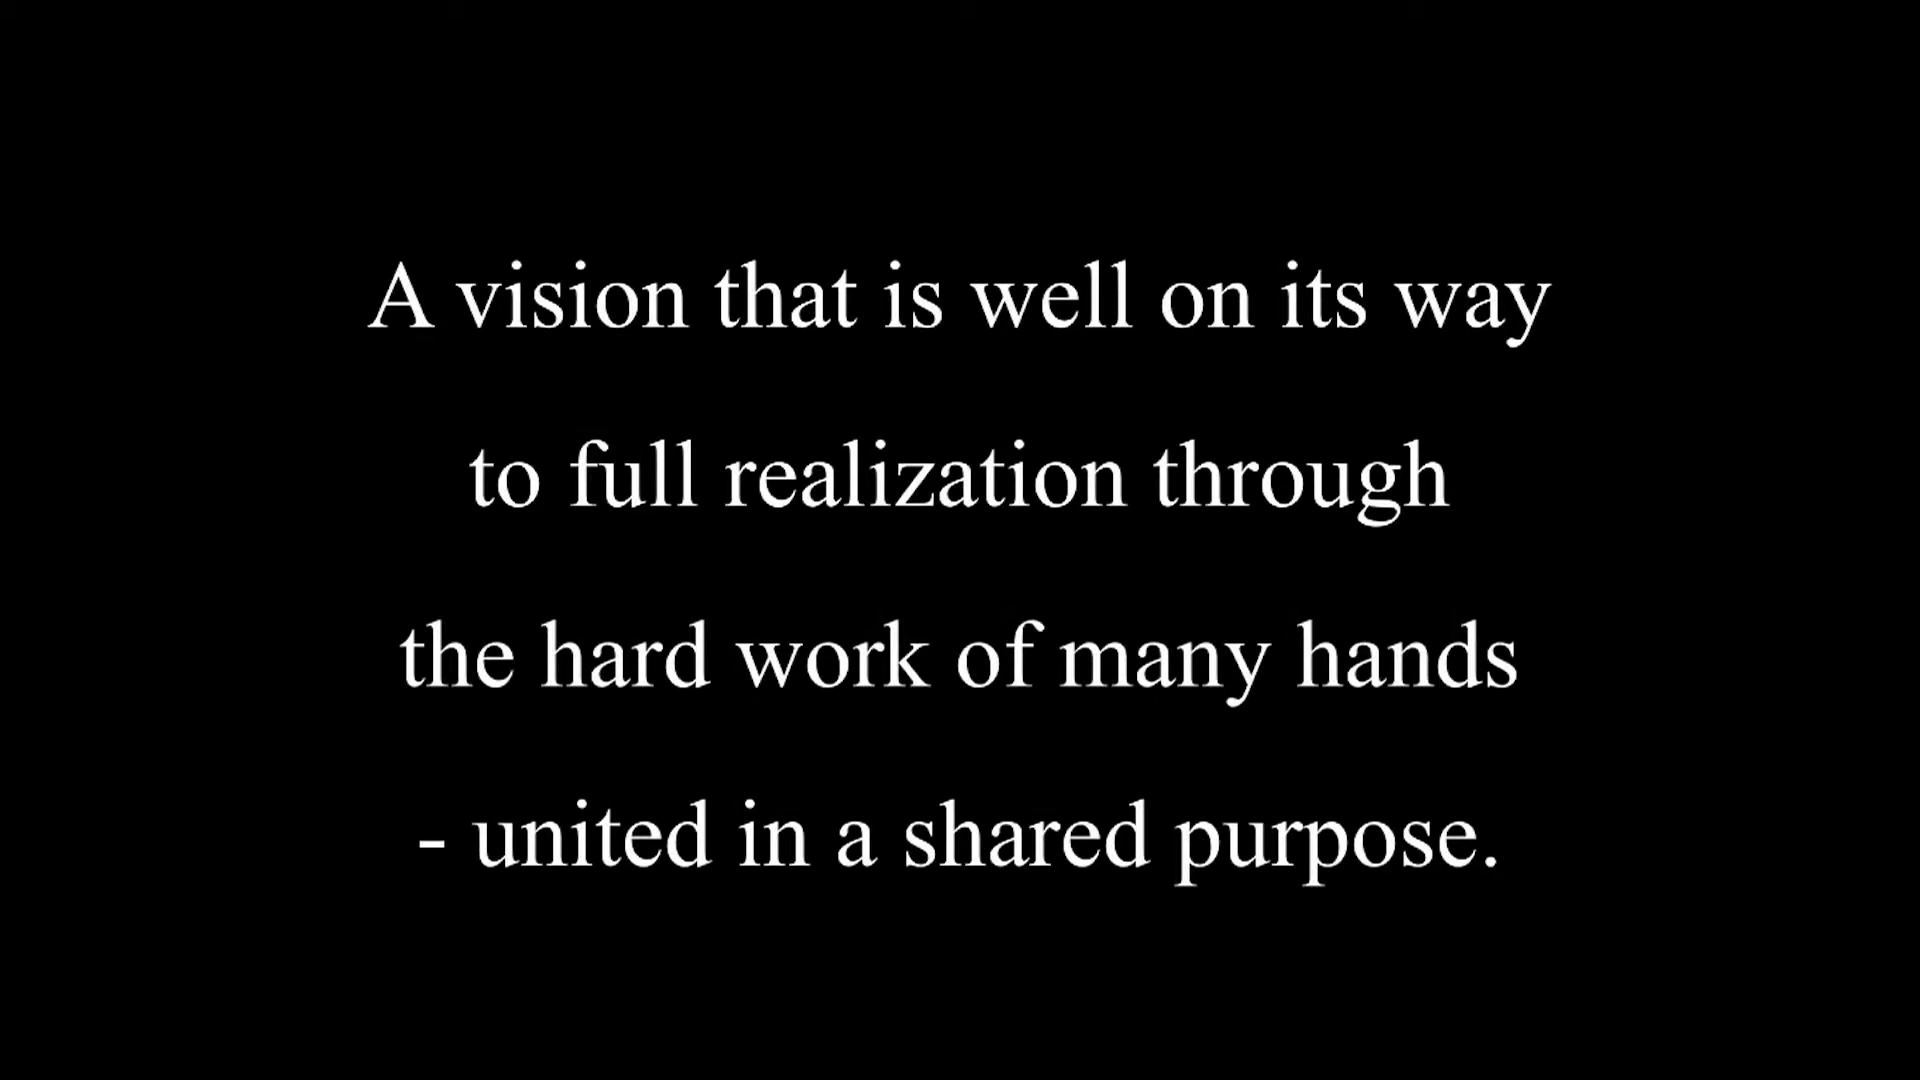 A vision that is well on its way
to full realization through
the hard work of many hands
- united in a shared purpose.